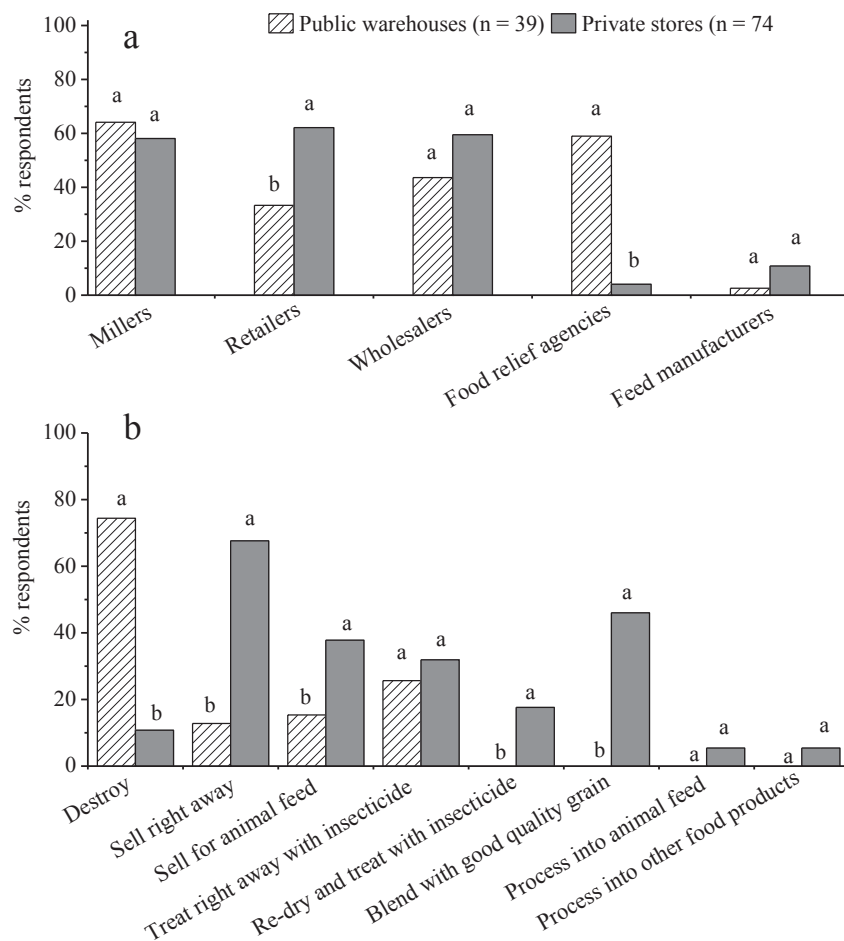 a
Public warehouses (n = 39) Private stores (n = 74
% respondents
100
80
60
40
20
0
a a
b a
a a
a b
a a
Millers
Retailers
Wholesalers
Food relief agencies
Feed manufacturers
b
% respondents
100
80
60
40
20
0
a b
b a
b a
a a
b a
b a
a a
a a
Destroy
Sell right away
Sell for animal feed
Treat right away with insecticide
Re-dry and treat with insecticide
Blend with good quality grain
Process into animal feed
Process into other food products